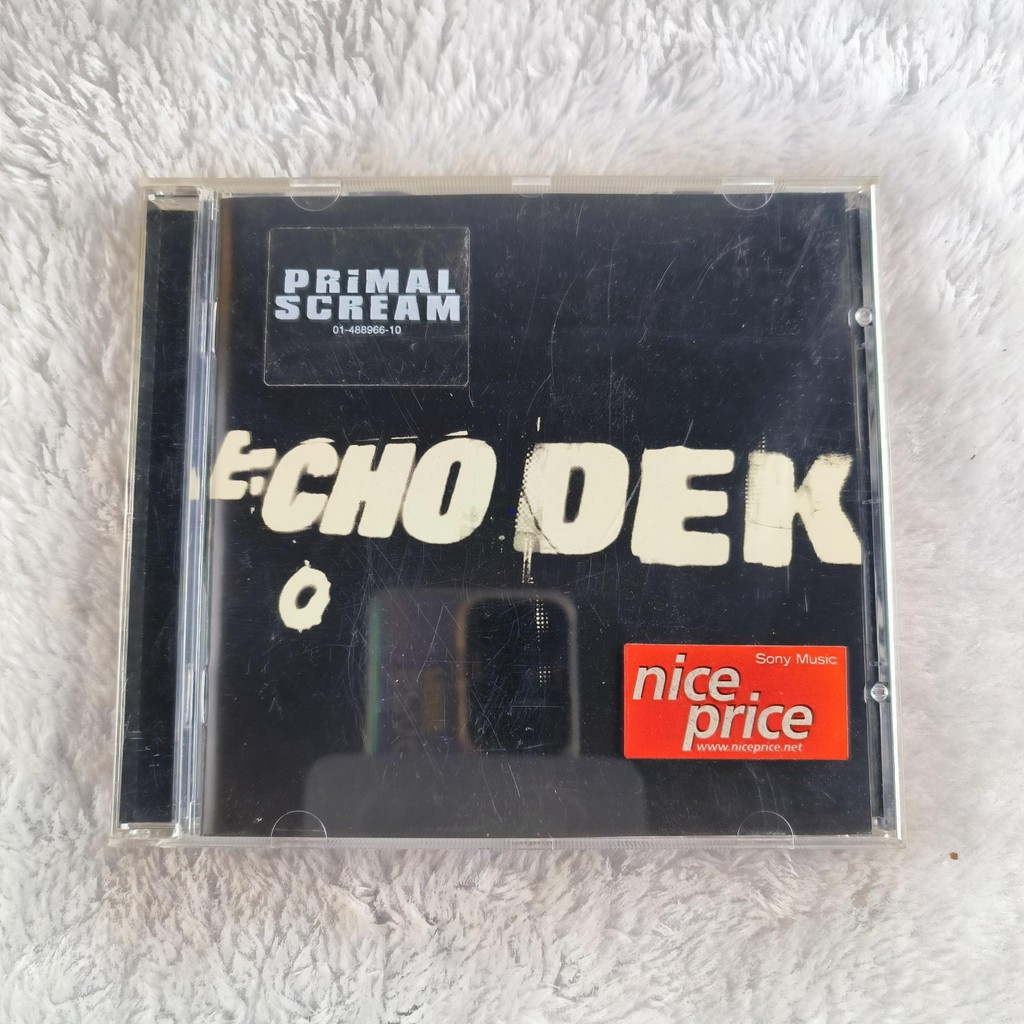 PRiMAL
SCREAM
01-488966-10
ECHO DEK
Sony Music
nice
price
www.niceprice.net